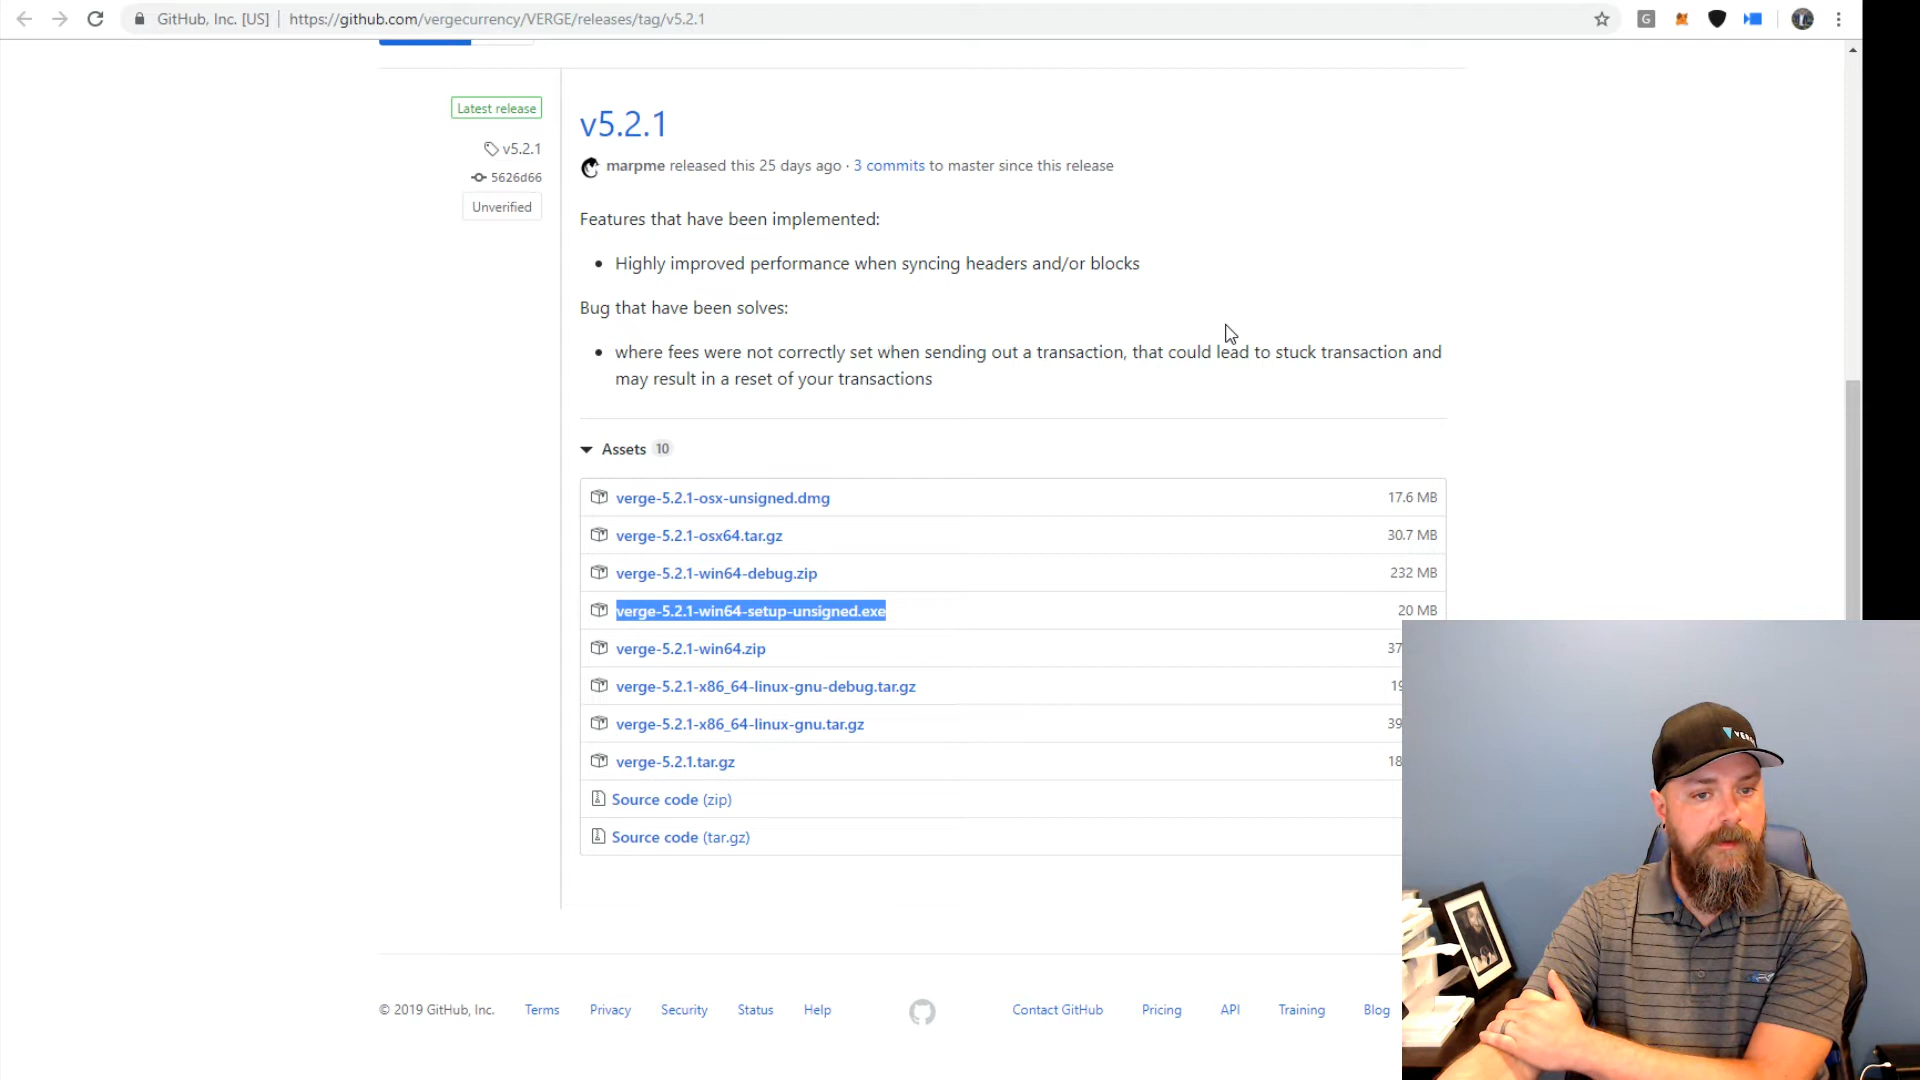 GitHub, Inc. [US] https://github.com/vergecurrency/VERGE/releases/tag/v5.2.1
Latest release
v5.2.1
5626d66
Unverified
v5.2.1
marpme released this 25 days ago · 3 commits to master since this release
Features that have been implemented:
• Highly improved performance when syncing headers and/or blocks
Bug that have been solves:
• where fees were not correctly set when sending out a transaction, that could lead to stuck transaction and
may result in a reset of your transactions
Assets 10
verge-5.2.1-osx-unsigned.dmg 17.6 MB
verge-5.2.1-osx64.tar.gz 30.7 MB
verge-5.2.1-win64-debug.zip 232 MB
verge-5.2.1-win64-setup-unsigned.exe 20 MB
verge-5.2.1-win64.zip 37
verge-5.2.1-x86_64-linux-gnu-debug.tar.gz
verge-5.2.1-x86_64-linux-gnu.tar.gz 39
verge-5.2.1.tar.gz 18
Source code (zip)
Source code (tar.gz)
© 2019 GitHub, Inc. Terms Privacy Security Status Help Contact GitHub Pricing API Training Blog